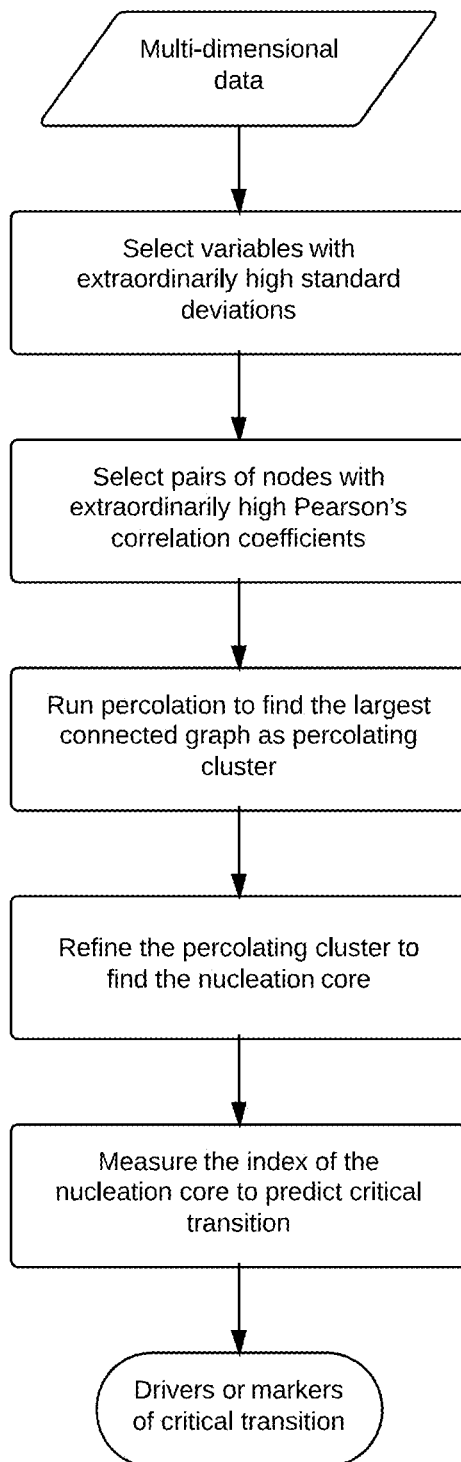 Multi-dimensional
data
Select variables with
extraordinarily high standard
deviations
Select pairs of nodes with
extraordinarily high Pearson's
correlation coefficients
Run percolation to find the largest
connected graph as percolating
cluster
Refine the percolating cluster to
find the nucleation core
Measure the index of the
nucleation core to predict critical
transition
Drivers or markers
of critical transition